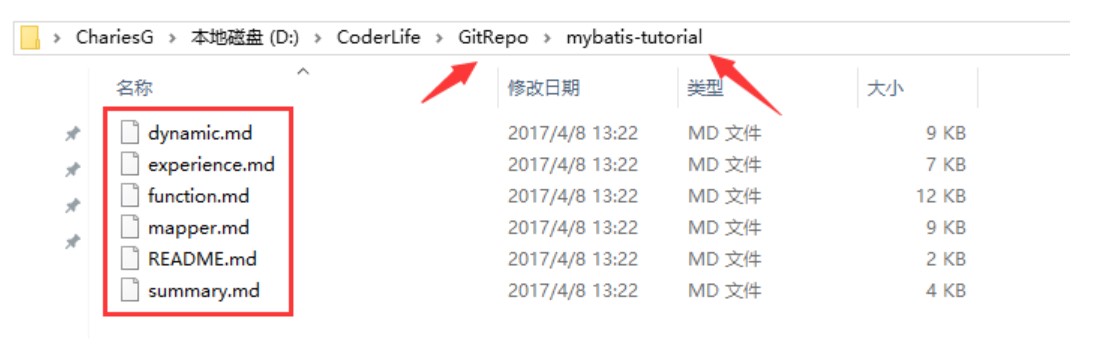 ChariesG > 本地磁盘 (D:) > CoderLife > GitRepo > mybatis-tutorial
名称 修改日期 类型 大小
dynamic.md 2017/4/8 13:22 MD 文件 9 KB
experience.md 2017/4/8 13:22 MD 文件 7 KB
function.md 2017/4/8 13:22 MD 文件 12 KB
mapper.md 2017/4/8 13:22 MD 文件 9 KB
README.md 2017/4/8 13:22 MD 文件 2 KB
summary.md 2017/4/8 13:22 MD 文件 4 KB